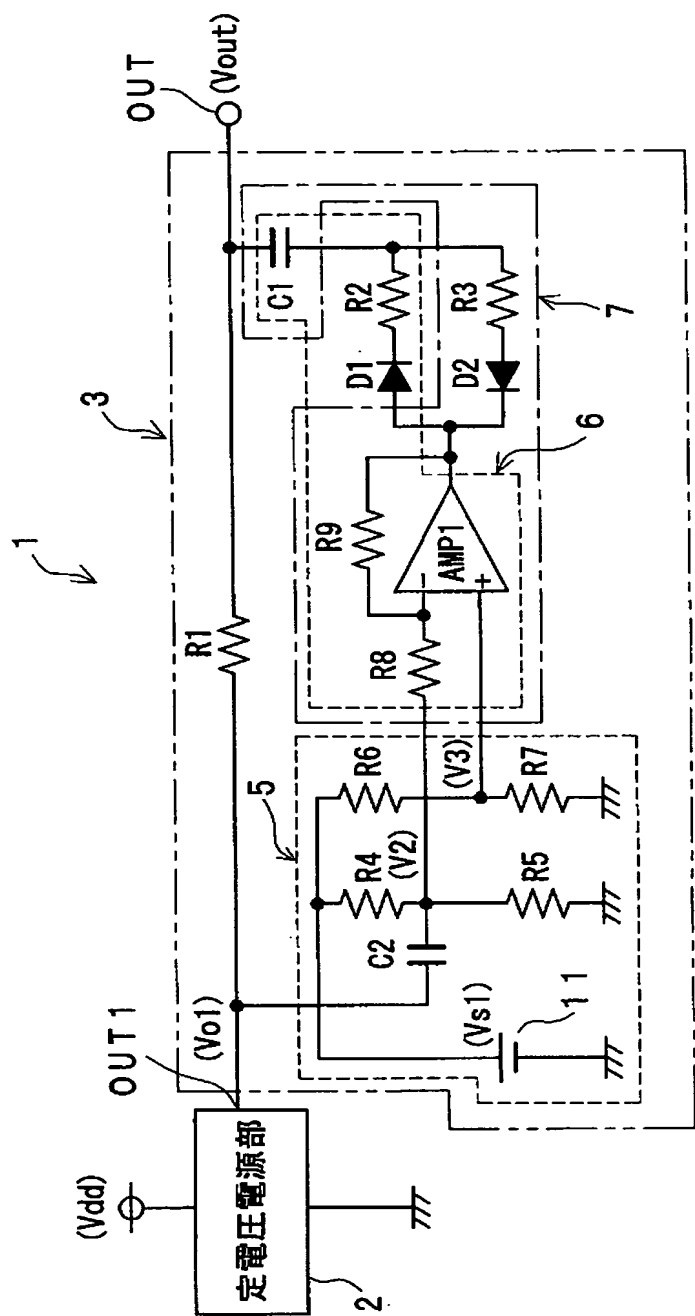 1
3
OUT
(Vout)
R1
OUT1
(Vo1)
(Vdd)
定電圧電源部
2
5
C1
R2
D1
R3
D2
7
6
R9
AMP1
−
+
R8
R6
(V3)
R7
R4
(V2)
R5
C2
(Vs1)
11